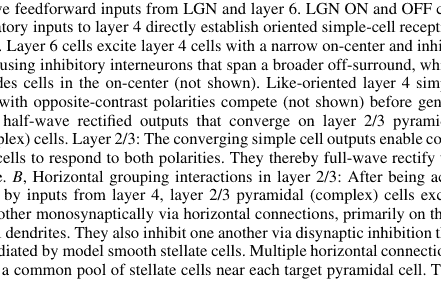 ve feedforward inputs from LGN and layer 6. LGN ON and OFF c
atory inputs to layer 4 directly establish oriented simple-cell recepti
. Layer 6 cells excite layer 4 cells with a narrow on-center and inhi
using inhibitory interneurons that span a broader off-surround, wh
des cells in the on-center (not shown). Like-oriented layer 4 simp
with opposite-contrast polarities compete (not shown) before gen
half-wave rectified outputs that converge on layer 2/3 pyramid
plex) cells. Layer 2/3: The converging simple cell outputs enable co
cells to respond to both polarities. They thereby full-wave rectify t
e. B, Horizontal grouping interactions in layer 2/3: After being ac
by inputs from layer 4, layer 2/3 pyramidal (complex) cells exc
other monosynaptically via horizontal connections, primarily on th
dendrites. They also inhibit one another via disynaptic inhibition th
ediated by model smooth stellate cells. Multiple horizontal connectio
a common pool of stellate cells near each target pyramidal cell. T